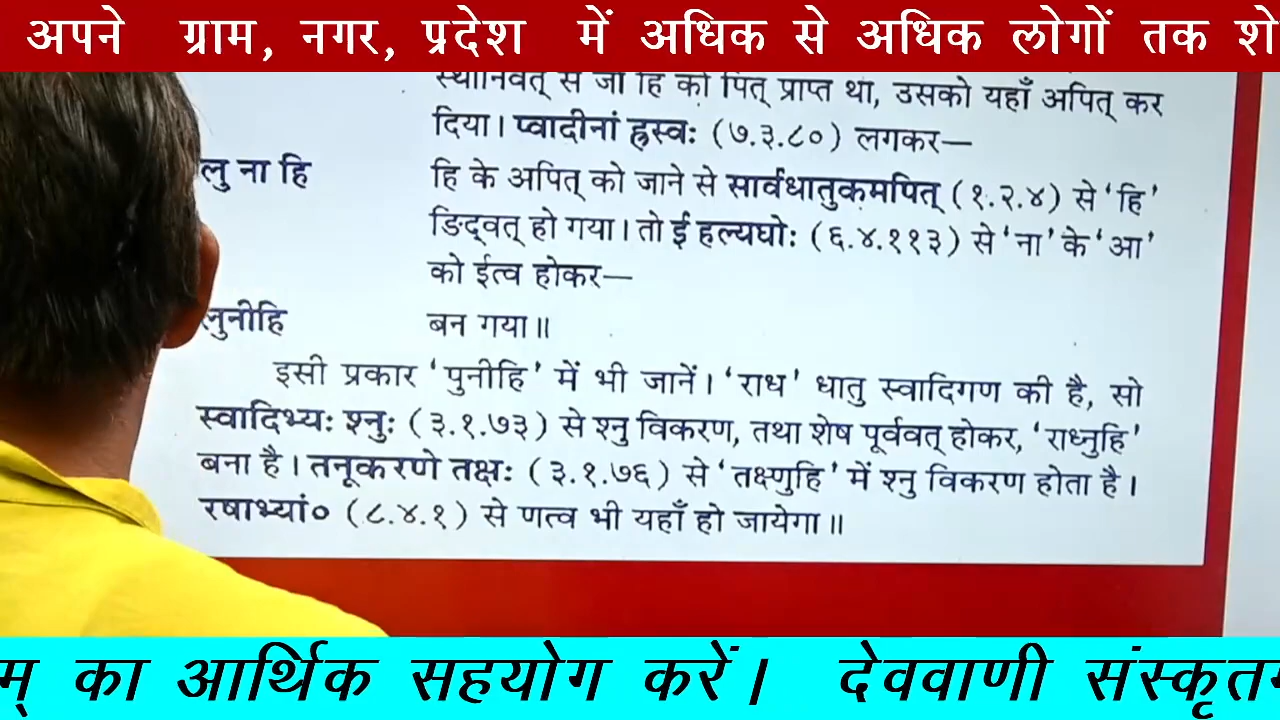 अपने ग्राम, नगर, प्रदेश में अधिक से अधिक लोगों तक शे
स्थानिवत् से जो हि को पित् प्राप्त था, उसको यहाँ अपित् कर
दिया। प्वादीनां ह्रस्वः (७.३.८०) लगकर—
लु ना हि हि के अपित् को जाने से सार्वधातुकमपित् (१.२.४) से 'हि'
ङिद्वत् हो गया। तो ई हल्यघोः (६.४.११३) से 'ना' के 'आ'
को ईत्व होकर—
लुनीहि बन गया॥
इसी प्रकार 'पुनीहि' में भी जानें। 'राध' धातु स्वादिगण की है, सो
स्वादिभ्यः श्नुः (३.१.७३) से श्नु विकरण, तथा शेष पूर्ववत् होकर, 'राध्नुहि'
बना है। तनूकरणे तक्षः (३.१.७६) से 'तक्ष्णुहि' में श्नु विकरण होता है।
रषाभ्यां० (८.४.१) से णत्व भी यहाँ हो जायेगा॥
म् का आर्थिक सहयोग करें। देववाणी संस्कृत